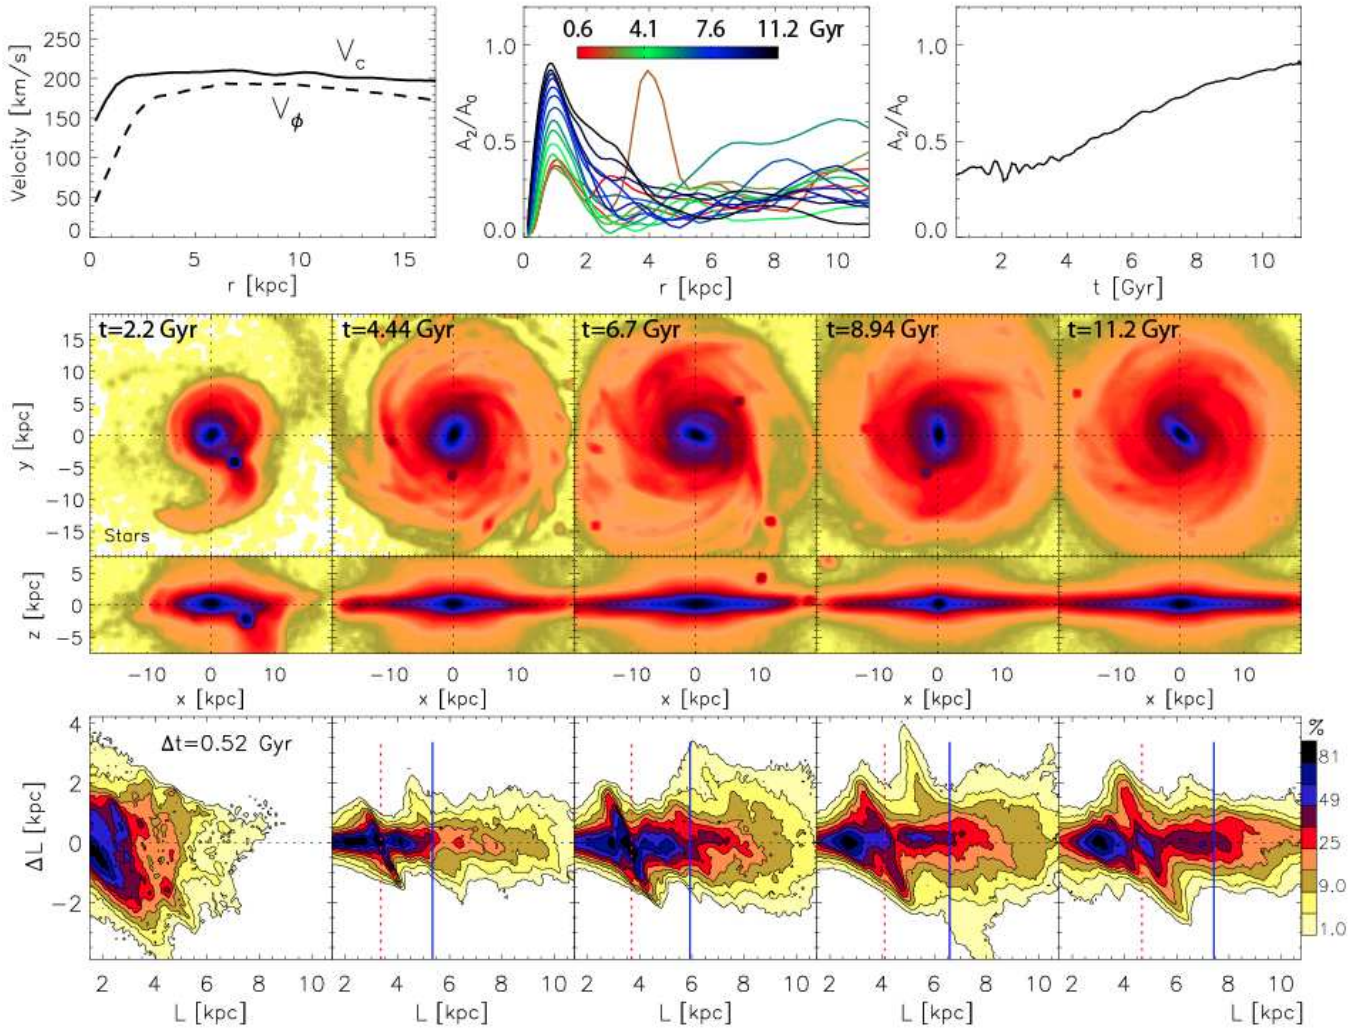 0.6 4.1 7.6 11.2 Gyr
250
200
150
100
50
0
Velocity [km/s]
V_c
V_ϕ
0 5 10 15
r [kpc]
1.0
0.5
0.0
A_2/A_0
0 2 4 6 8 10
r [kpc]
1.0
0.5
0.0
A_2/A_0
2 4 6 8 10
t [Gyr]
t=2.2 Gyr t=4.44 Gyr t=6.7 Gyr t=8.94 Gyr t=11.2 Gyr
15
10
5
0
−5
−10
−15
y [kpc]
Stars
5
0
−5
z [kpc]
−10 0 10 −10 0 10 −10 0 10 −10 0 10 −10 0 10
x [kpc] x [kpc] x [kpc] x [kpc] x [kpc]
4
2
0
−2
ΔL [kpc]
Δt=0.52 Gyr
%
81
49
25
9.0
1.0
2 4 6 8 10 2 4 6 8 10 2 4 6 8 10 2 4 6 8 10 2 4 6 8 10
L [kpc] L [kpc] L [kpc] L [kpc] L [kpc]